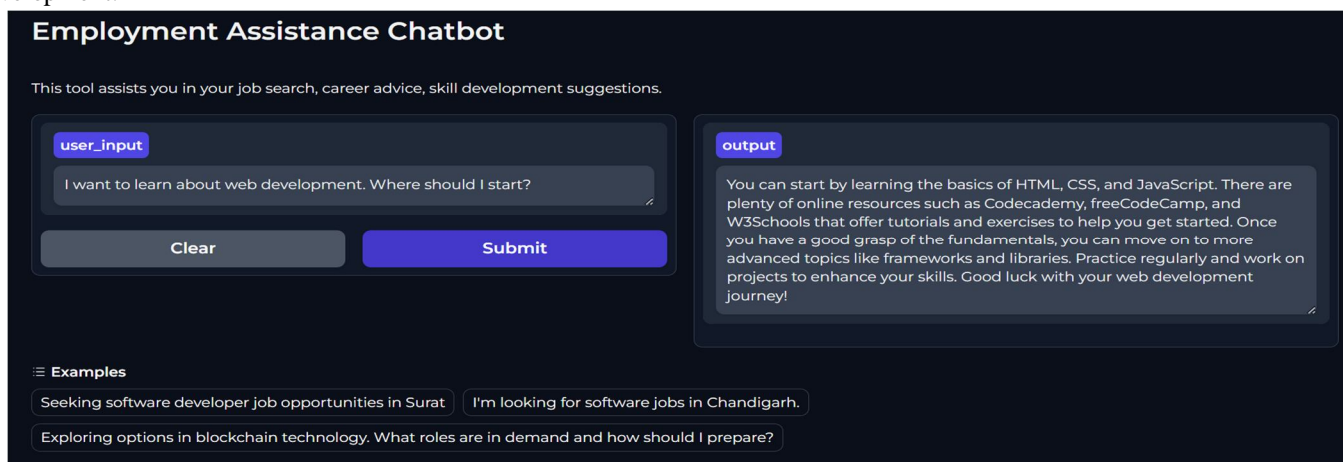 Employment Assistance Chatbot
This tool assists you in your job search, career advice, skill development suggestions.
user_input
I want to learn about web development. Where should I start?
Clear
Submit
output
You can start by learning the basics of HTML, CSS, and JavaScript. There are
plenty of online resources such as Codecademy, freeCodeCamp, and
W3Schools that offer tutorials and exercises to help you get started. Once
you have a good grasp of the fundamentals, you can move on to more
advanced topics like frameworks and libraries. Practice regularly and work on
projects to enhance your skills. Good luck with your web development
journey!
Examples
Seeking software developer job opportunities in Surat
I'm looking for software jobs in Chandigarh.
Exploring options in blockchain technology. What roles are in demand and how should I prepare?